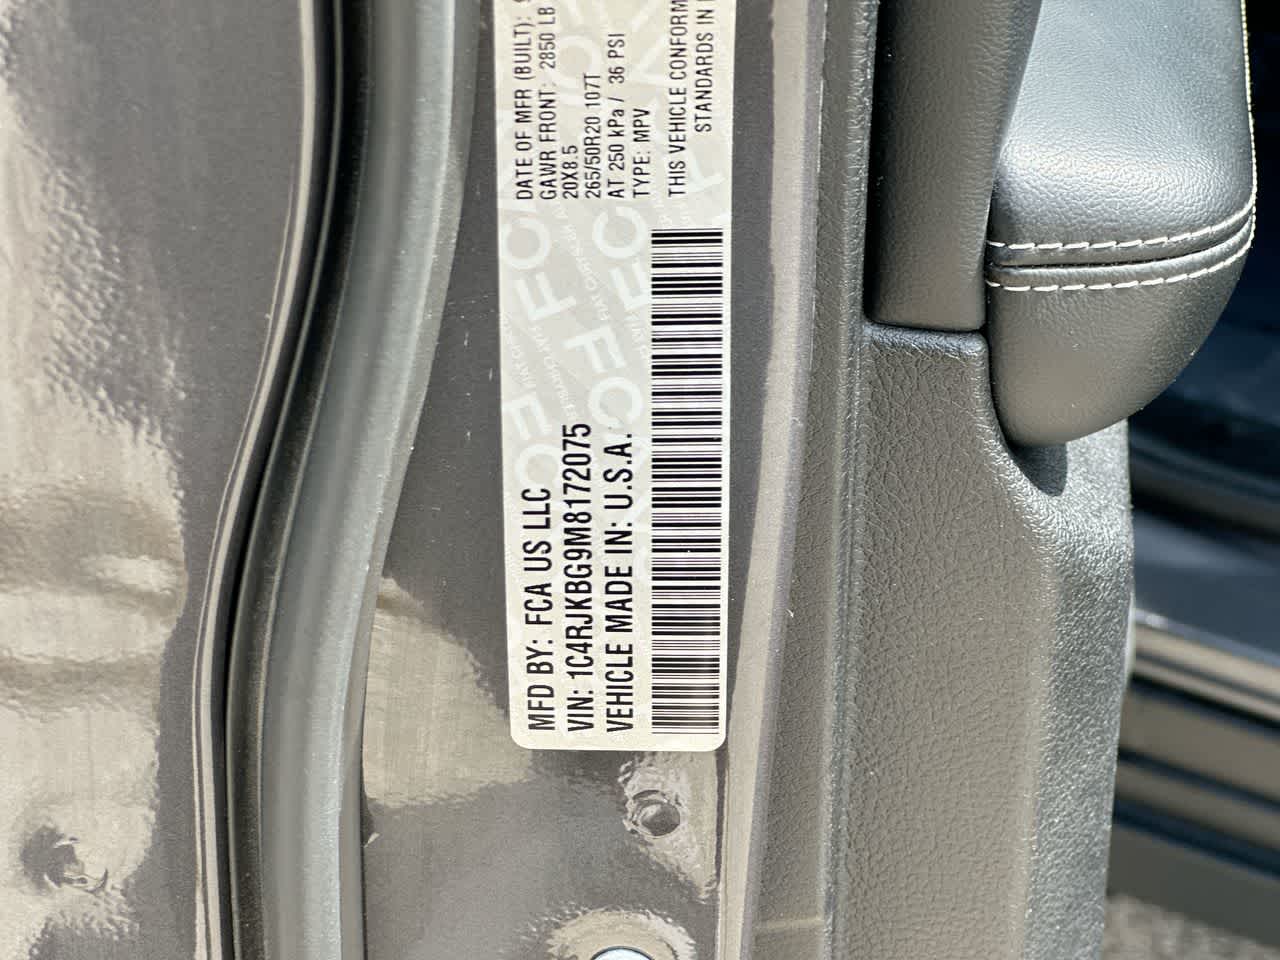 MFD BY: FCA US LLC
VIN: 1C4RJKBG9M8172075
VEHICLE MADE IN: U.S.A.
DATE OF MFR (BUILT):
GAWR FRONT: 2850 LB
20X8.5
265/50R20 107T
AT 250 kPa / 36 PSI
TYPE: MPV
THIS VEHICLE CONFORM
STANDARDS IN